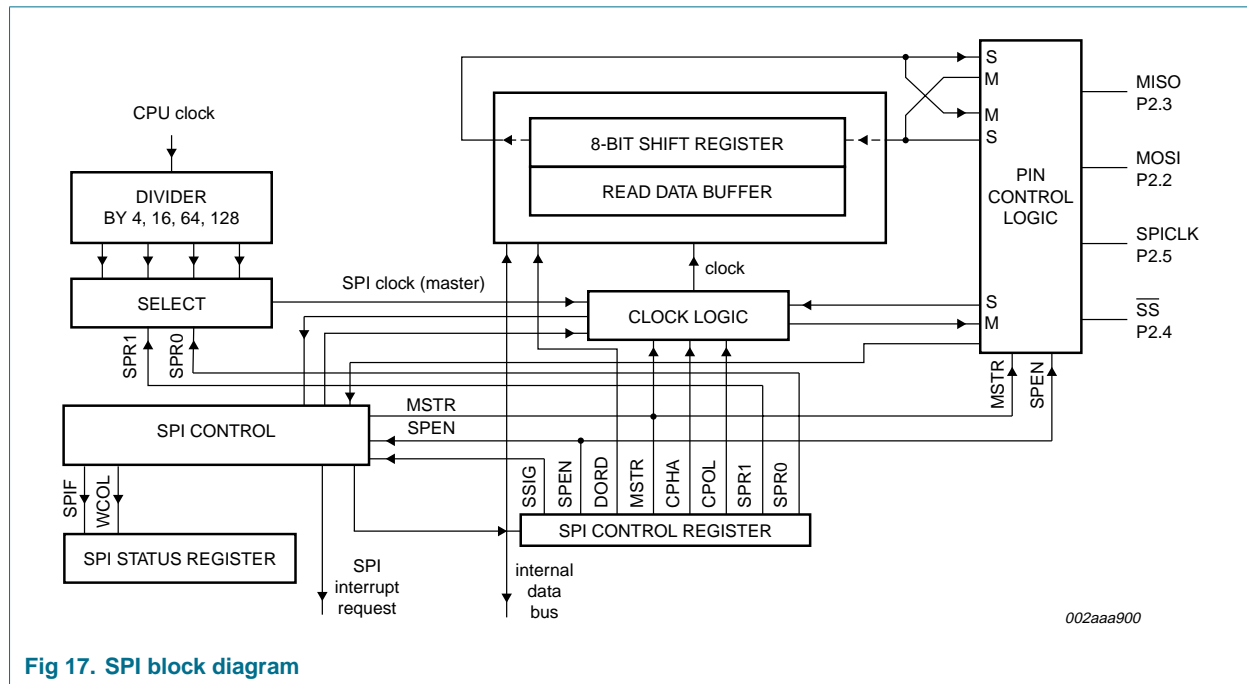 CPU clock
DIVIDER
BY 4, 16, 64, 128
SELECT
SPR1
SPR0
SPI clock (master)
8-BIT SHIFT REGISTER
READ DATA BUFFER
clock
CLOCK LOGIC
S
M
M
S
PIN
CONTROL
LOGIC
S
M
MISO
P2.3
MOSI
P2.2
SPICLK
P2.5
SS
P2.4
MSTR
SPEN
MSTR
SPEN
SPI CONTROL
SPIF
WCOL
SPI STATUS REGISTER
SSIG
SPEN
DORD
MSTR
CPHA
CPOL
SPR1
SPR0
SPI CONTROL REGISTER
SPI
interrupt
request
internal
data
bus
002aaa900
Fig 17. SPI block diagram